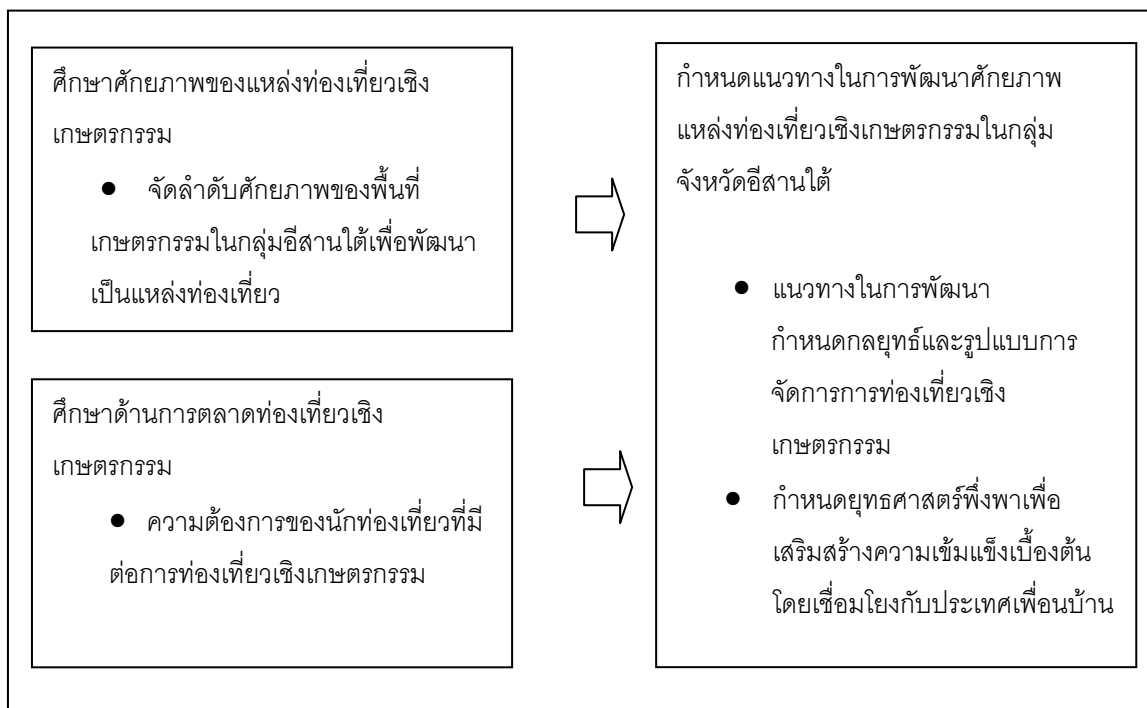 ศึกษาศักยภาพของแหล่งท่องเที่ยวเชิง
เกษตรกรรม
● จัดลำดับศักยภาพของพื้นที่
เกษตรกรรมในกลุ่มอีสานใต้เพื่อพัฒนา
เป็นแหล่งท่องเที่ยว
ศึกษาด้านการตลาดท่องเที่ยวเชิง
เกษตรกรรม
● ความต้องการของนักท่องเที่ยวที่มี
ต่อการท่องเที่ยวเชิงเกษตรกรรม
กำหนดแนวทางในการพัฒนาศักยภาพ
แหล่งท่องเที่ยวเชิงเกษตรกรรมในกลุ่ม
จังหวัดอีสานใต้
● แนวทางในการพัฒนา
กำหนดกลยุทธ์และรูปแบบการ
จัดการการท่องเที่ยวเชิง
เกษตรกรรม
● กำหนดยุทธศาสตร์พึ่งพาเพื่อ
เสริมสร้างความเข้มแข็งเบื้องต้น
โดยเชื่อมโยงกับประเทศเพื่อนบ้าน